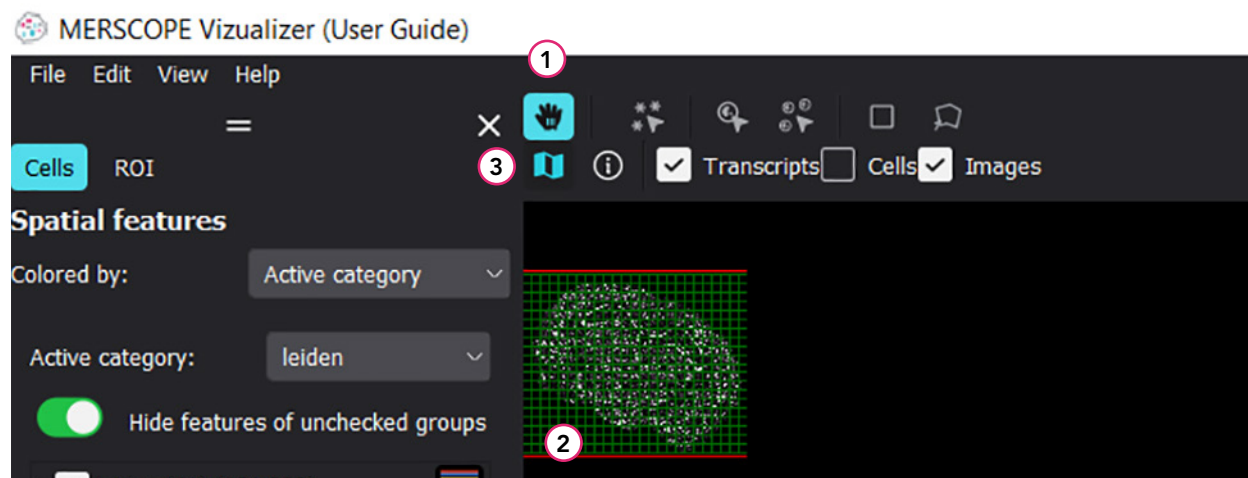 MERSCOPE Vizualizer (User Guide)
1
File Edit View Help
Cells ROI
3
Transcripts Cells Images
Spatial features
Colored by: Active category
Active category: leiden
Hide features of unchecked groups
2